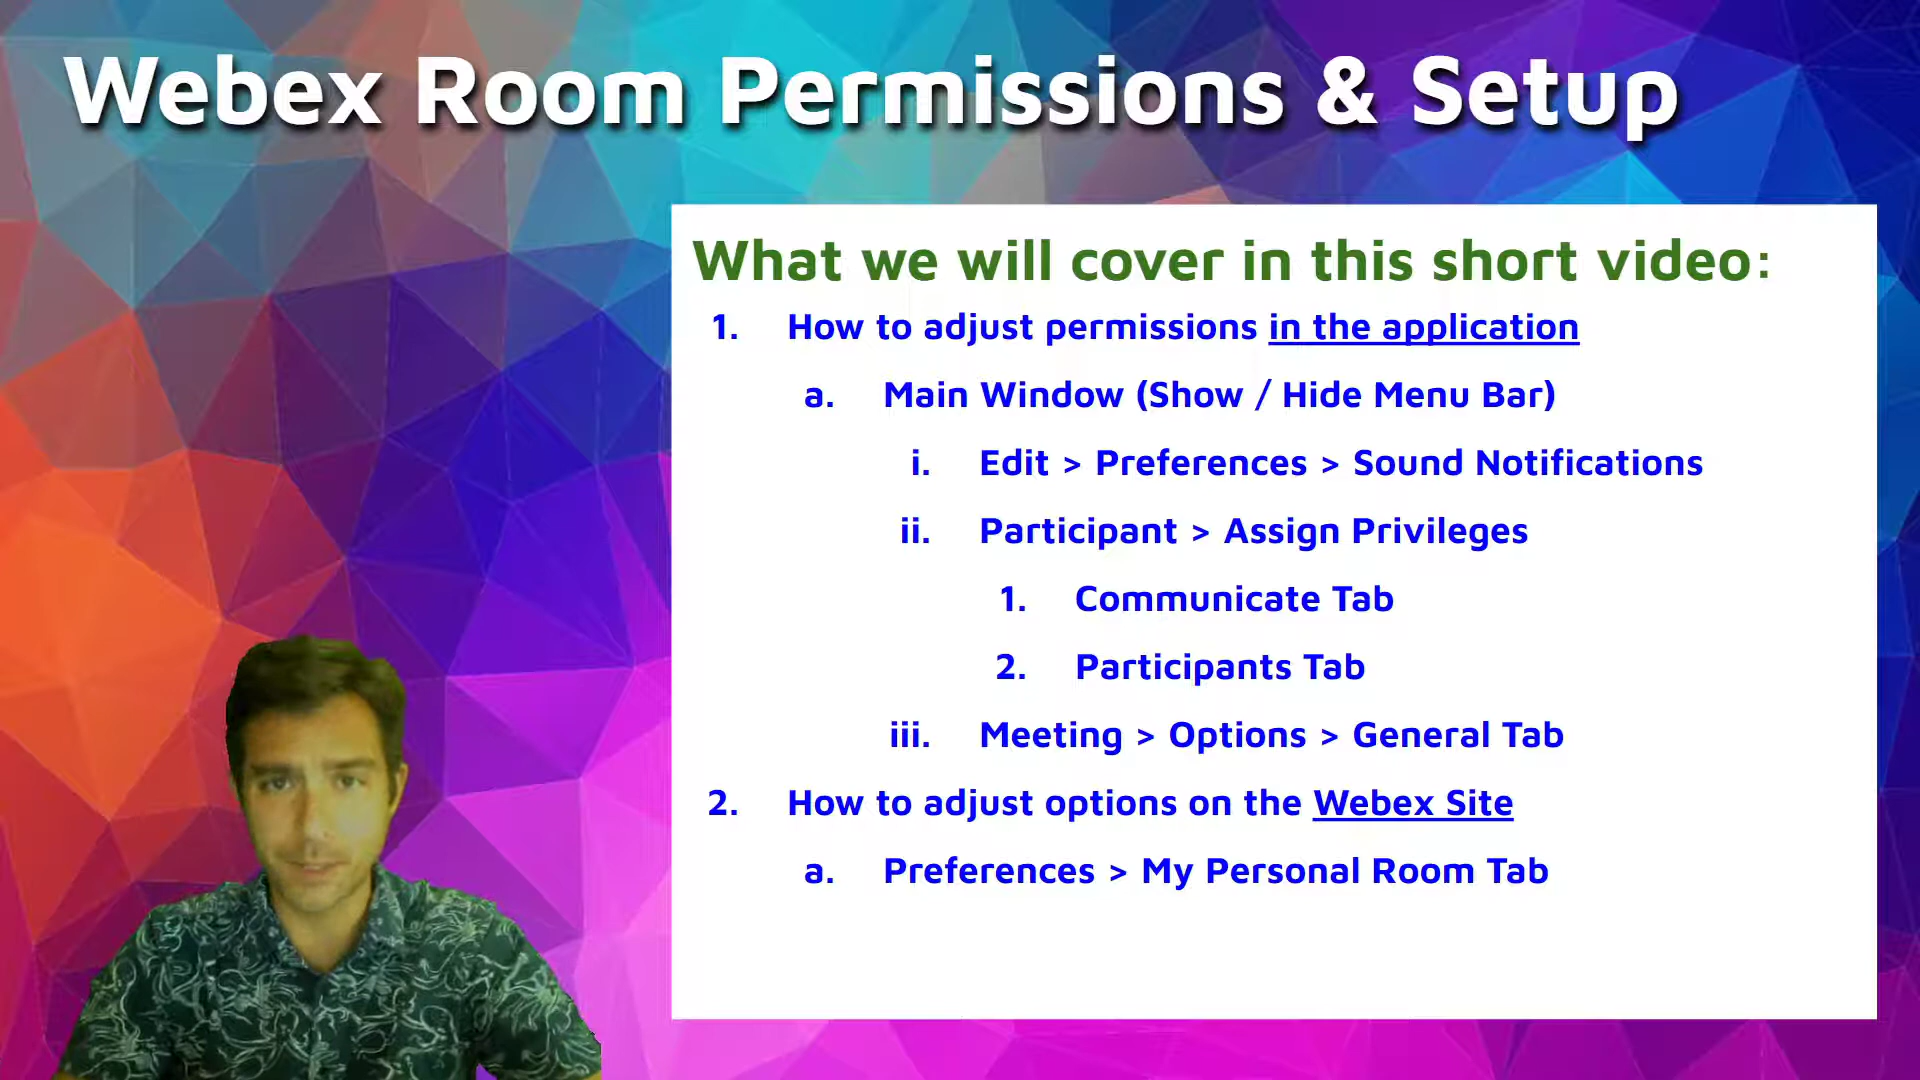 Webex Room Permissions & Setup
What we will cover in this short video:
1. How to adjust permissions in the application
a. Main Window (Show / Hide Menu Bar)
i. Edit > Preferences > Sound Notifications
ii. Participant > Assign Privileges
1. Communicate Tab
2. Participants Tab
iii. Meeting > Options > General Tab
2. How to adjust options on the Webex Site
a. Preferences > My Personal Room Tab